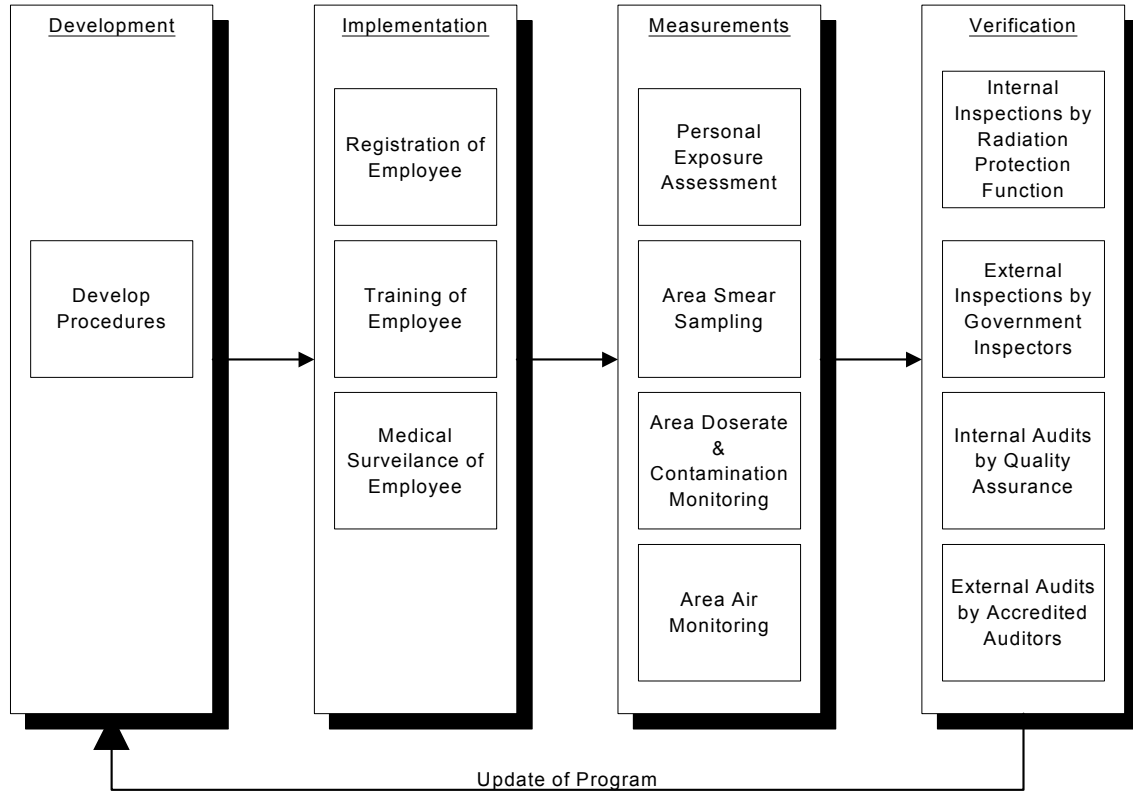 Development
Develop
Procedures
Implementation
Registration of
Employee
Training of
Employee
Medical
Surveilance of
Employee
Measurements
Personal
Exposure
Assessment
Area Smear
Sampling
Area Doserate
&
Contamination
Monitoring
Area Air
Monitoring
Verification
Internal
Inspections by
Radiation
Protection
Function
External
Inspections by
Government
Inspectors
Internal Audits
by Quality
Assurance
External Audits
by Accredited
Auditors
Update of Program